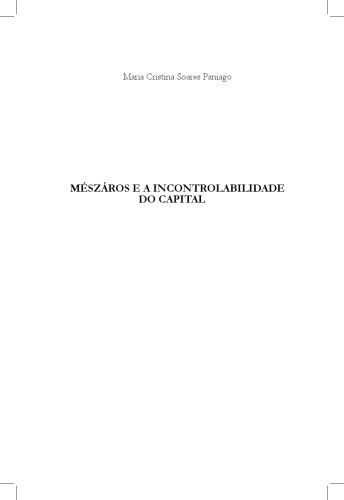 Maria Cristina Soares Paniago
MÉSZÁROS E A INCONTROLABILIDADE
DO CAPITAL